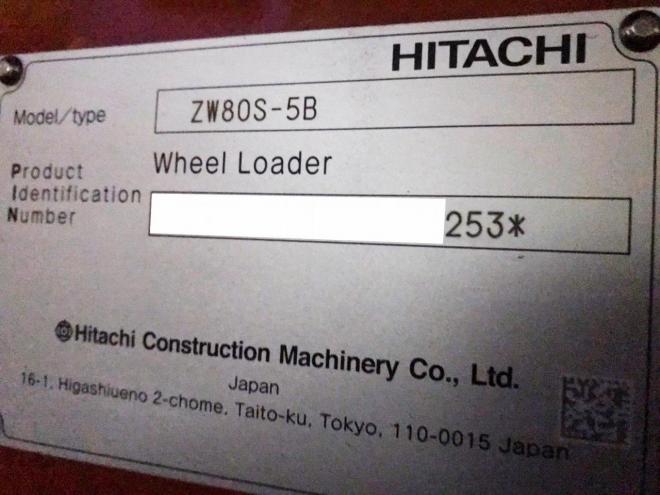 HITACHI
Model/type ZW80S-5B
Wheel Loader
Product
Identification
Number
253*
Hitachi Construction Machinery Co., Ltd.
Japan
16-1. Higashiueno 2-chome. Taito-ku, Tokyo, 110-0015 Japan